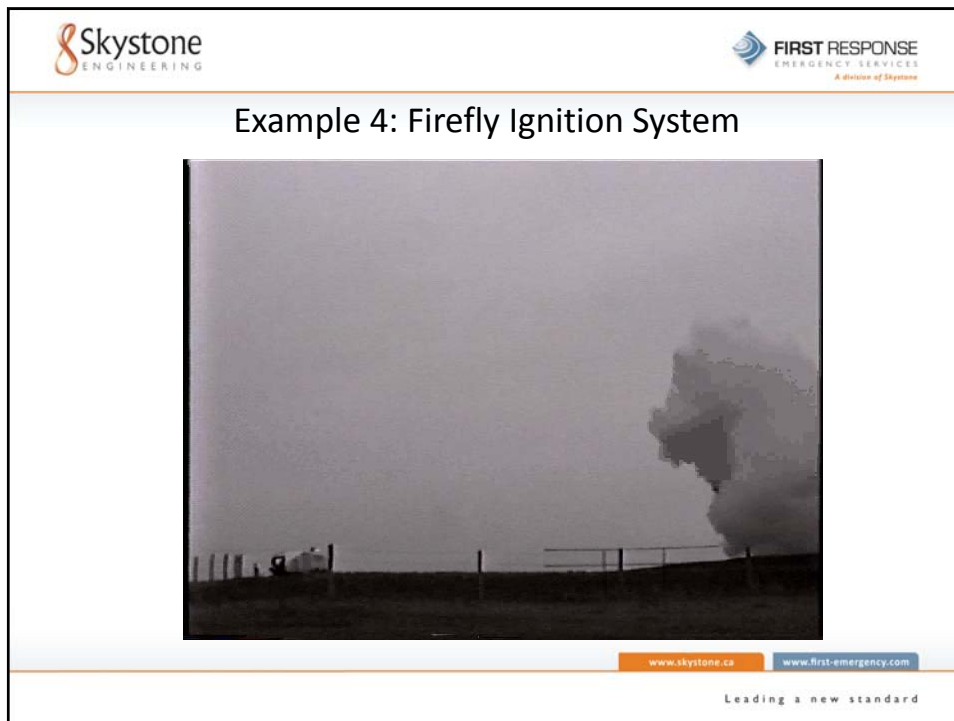 Skystone
ENGINEERING
FIRST RESPONSE
EMERGENCY SERVICES
A division of Skystone
Example 4: Firefly Ignition System
www.skystone.ca
www.first-emergency.com
Leading a new standard